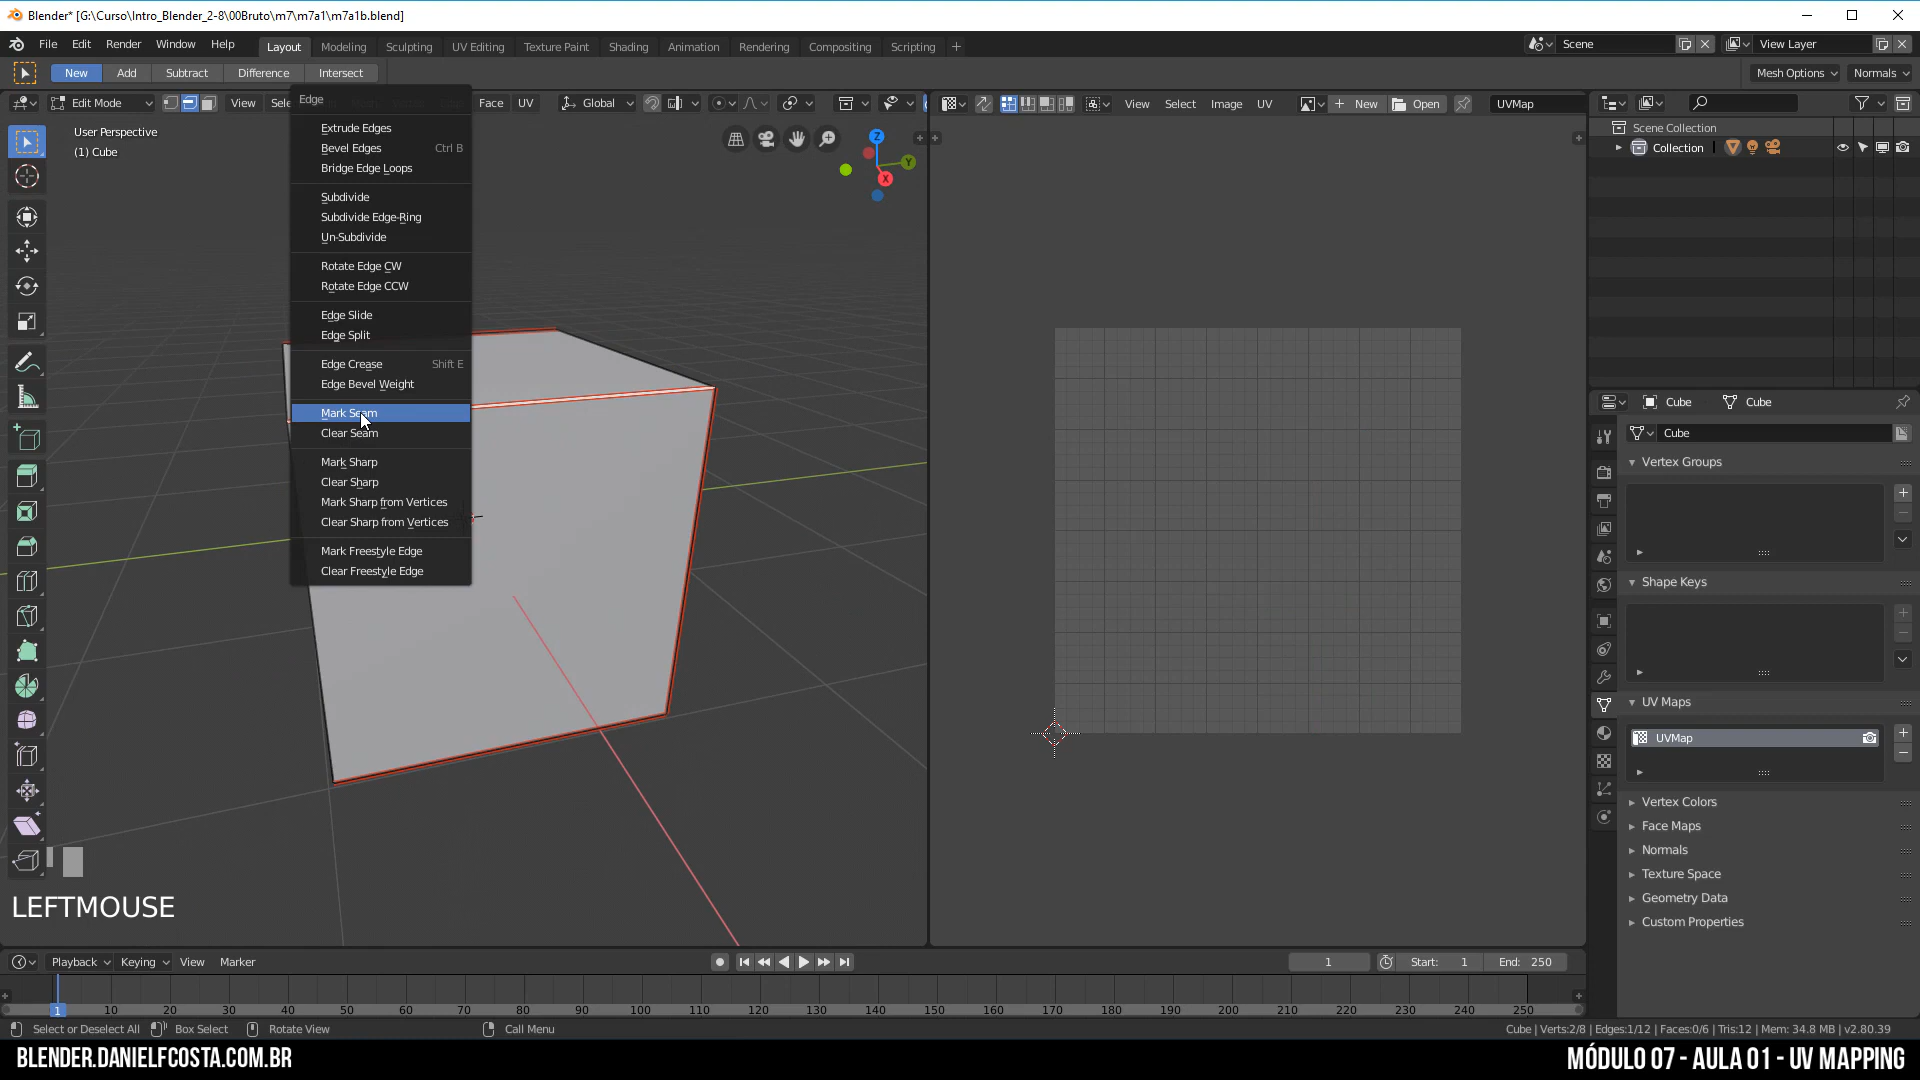 Blender* [G:\Curso\Intro_Blender_2-8\00Bruto\m7\m7a1\m7a1b.blend]
File Edit Render Window Help Layout Modeling Sculpting UV Editing Texture Paint Shading Animation Rendering Compositing Scripting + Scene View Layer
New Add Subtract Difference Intersect Mesh Options Normals
Edit Mode View Face UV Global View Select Image UV New Open UVMap
Edge
User Perspective
(1) Cube
Extrude Edges
Bevel Edges Ctrl B
Bridge Edge Loops
Subdivide
Subdivide Edge-Ring
Un-Subdivide
Rotate Edge CW
Rotate Edge CCW
Edge Slide
Edge Split
Edge Crease Shift E
Edge Bevel Weight
Mark Seam
Clear Seam
Mark Sharp
Clear Sharp
Mark Sharp from Vertices
Clear Sharp from Vertices
Mark Freestyle Edge
Clear Freestyle Edge
Z
Y
X
LEFTMOUSE
Scene Collection
Collection
Cube Cube
Cube
Vertex Groups
Shape Keys
UV Maps
UVMap
Vertex Colors
Face Maps
Normals
Texture Space
Geometry Data
Custom Properties
Playback Keying View Marker 1 Start: 1 End: 250
1 10 20 30 40 50 60 70 80 90 100 110 120 130 140 150 160 170 180 190 200 210 220 230 240 250
Select or Deselect All Box Select Rotate View Call Menu Cube | Verts:2/8 | Edges:1/12 | Faces:0/6 | Tris:12 | Mem: 34.8 MB | v2.80.39
BLENDER.DANIELFCOSTA.COM.BR MÓDULO 07 - AULA 01 - UV MAPPING